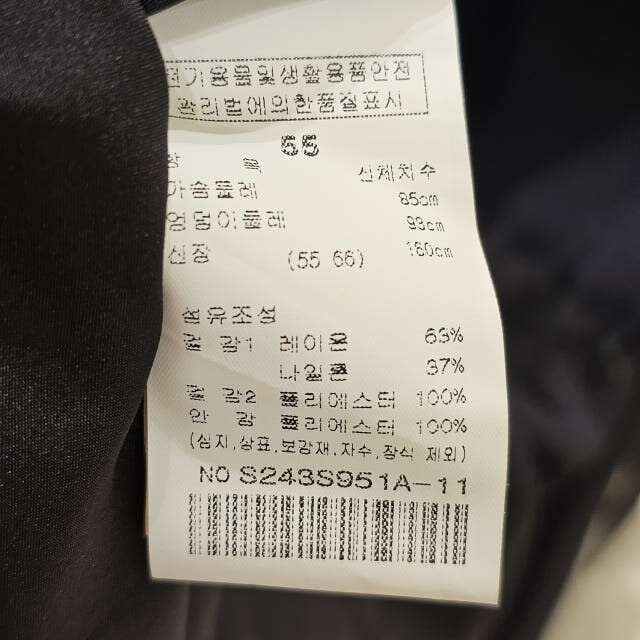 전기용품및생활용품안전
관리법에의한품질표시
55
항 목 신체치수
가슴둘레 85cm
엉덩이둘레 93cm
신장 (55 66) 160cm
섬유조성
겉 감1 레이온 63%
나일론 37%
겉 감2 폴리에스터 100%
안 감 폴리에스터 100%
(심지,상표,보강재,자수,장식 제외)
NO S243S951A-11